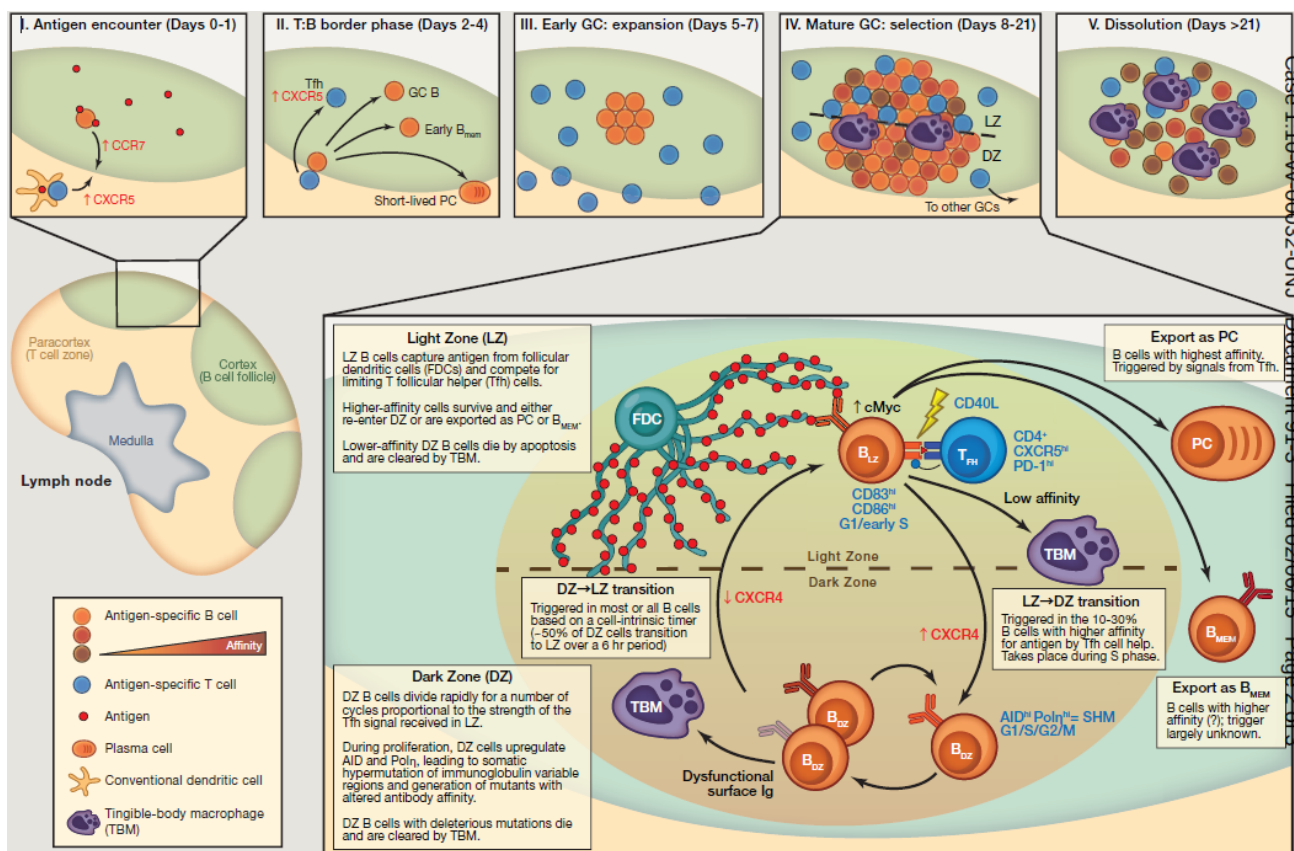 I. Antigen encounter (Days 0-1)
II. T:B border phase (Days 2-4)
III. Early GC: expansion (Days 5-7)
IV. Mature GC: selection (Days 8-21)
V. Dissolution (Days >21)
↑ CCR7
↑ CXCR5
Tfh
↑ CXCR5
GC B
Early Bmem
Short-lived PC
LZ
DZ
To other GCs
Paracortex
(T cell zone)
Cortex
(B cell follicle)
Medulla
Lymph node
Antigen-specific B cell
Affinity
Antigen-specific T cell
Antigen
Plasma cell
Conventional dendritic cell
Tingible-body macrophage
(TBM)
Light Zone (LZ)
LZ B cells capture antigen from follicular
dendritic cells (FDCs) and compete for
limiting T follicular helper (Tfh) cells.
Higher-affinity cells survive and either
re-enter DZ or are exported as PC or BMEM.
Lower-affinity DZ B cells die by apoptosis
and are cleared by TBM.
FDC
↑ cMyc
BLZ
CD83hi
CD86hi
G1/early S
CD40L
TFH
CD4+
CXCR5hi
PD-1hi
Low affinity
TBM
Export as PC
B cells with highest affinity.
Triggered by signals from Tfh.
PC
Light Zone
Dark Zone
DZ→LZ transition
Triggered in most or all B cells
based on a cell-intrinsic timer
(~50% of DZ cells transition
to LZ over a 6 hr period)
↓ CXCR4
↑ CXCR4
LZ→DZ transition
Triggered in the 10-30%
B cells with higher affinity
for antigen by Tfh cell help.
Takes place during S phase.
BMEM
Export as BMEM
B cells with higher
affinity (?); trigger
largely unknown.
Dark Zone (DZ)
DZ B cells divide rapidly for a number of
cycles proportional to the strength of the
Tfh signal received in LZ.
During proliferation, DZ cells upregulate
AID and Polη, leading to somatic
hypermutation of immunoglobulin variable
regions and generation of mutants with
altered antibody affinity.
DZ B cells with deleterious mutations die
and are cleared by TBM.
TBM
Dysfunctional
surface Ig
BDZ
BDZ
BDZ
AIDhi Polηhi= SHM
G1/S/G2/M